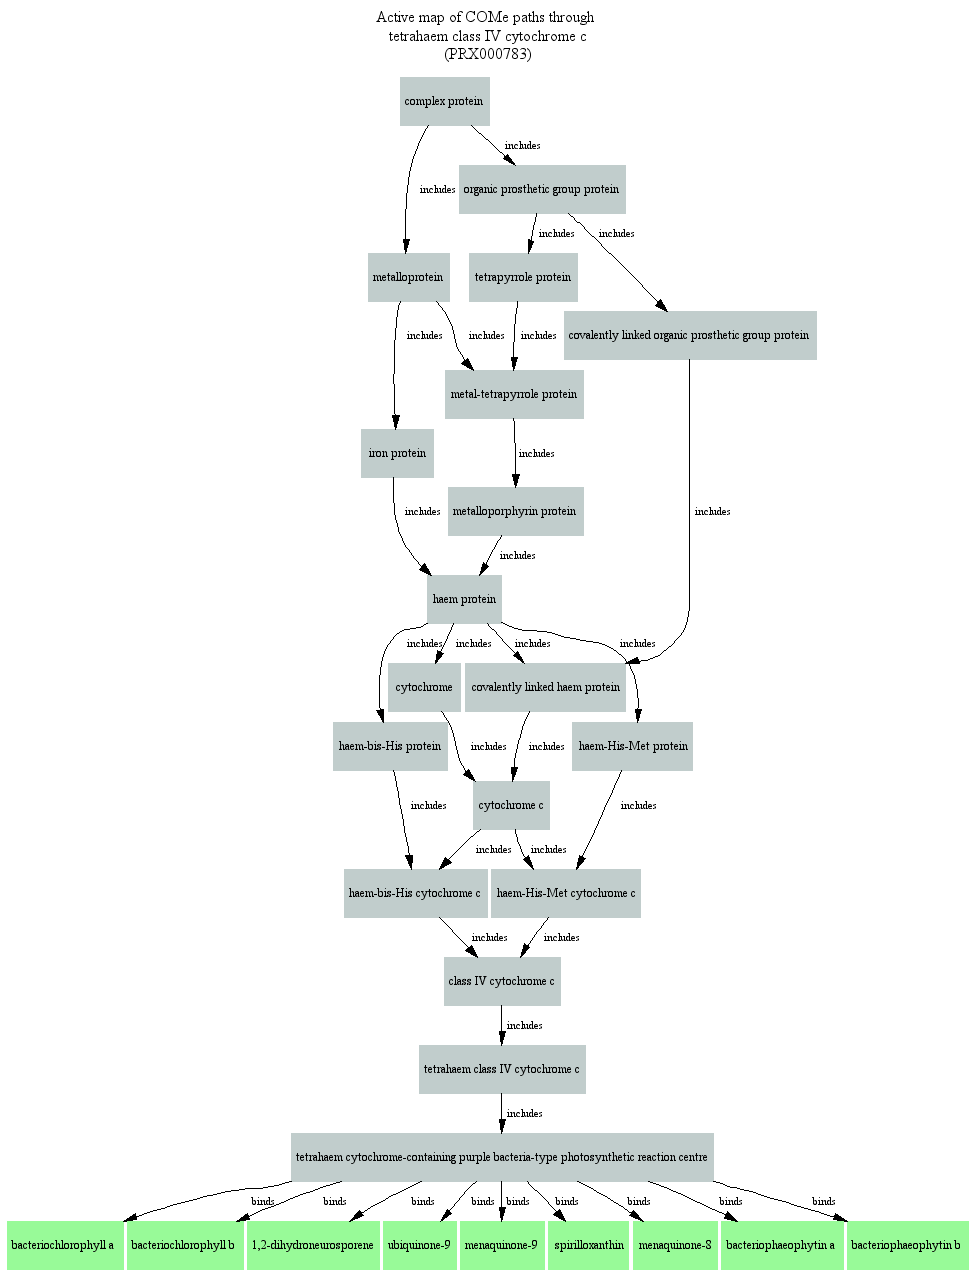 Active map of COMe paths through
tetrahaem class IV cytochrome c
(PRX000783)
complex protein
includes
includes
organic prosthetic group protein
includes
includes
metalloprotein
tetrapyrrole protein
includes
includes
includes
covalently linked organic prosthetic group protein
metal-tetrapyrrole protein
iron protein
includes
metalloporphyrin protein
includes
includes
includes
haem protein
includes
includes
includes
includes
cytochrome
covalently linked haem protein
haem-bis-His protein
includes
includes
haem-His-Met protein
cytochrome c
includes
includes
includes
includes
haem-bis-His cytochrome c
haem-His-Met cytochrome c
includes
includes
class IV cytochrome c
includes
tetrahaem class IV cytochrome c
includes
tetrahaem cytochrome-containing purple bacteria-type photosynthetic reaction centre
binds
binds
binds
binds
binds
binds
binds
binds
binds
bacteriochlorophyll a
bacteriochlorophyll b
1,2-dihydroneurosporene
ubiquinone-9
menaquinone-9
spirilloxanthin
menaquinone-8
bacteriophaeophytin a
bacteriophaeophytin b